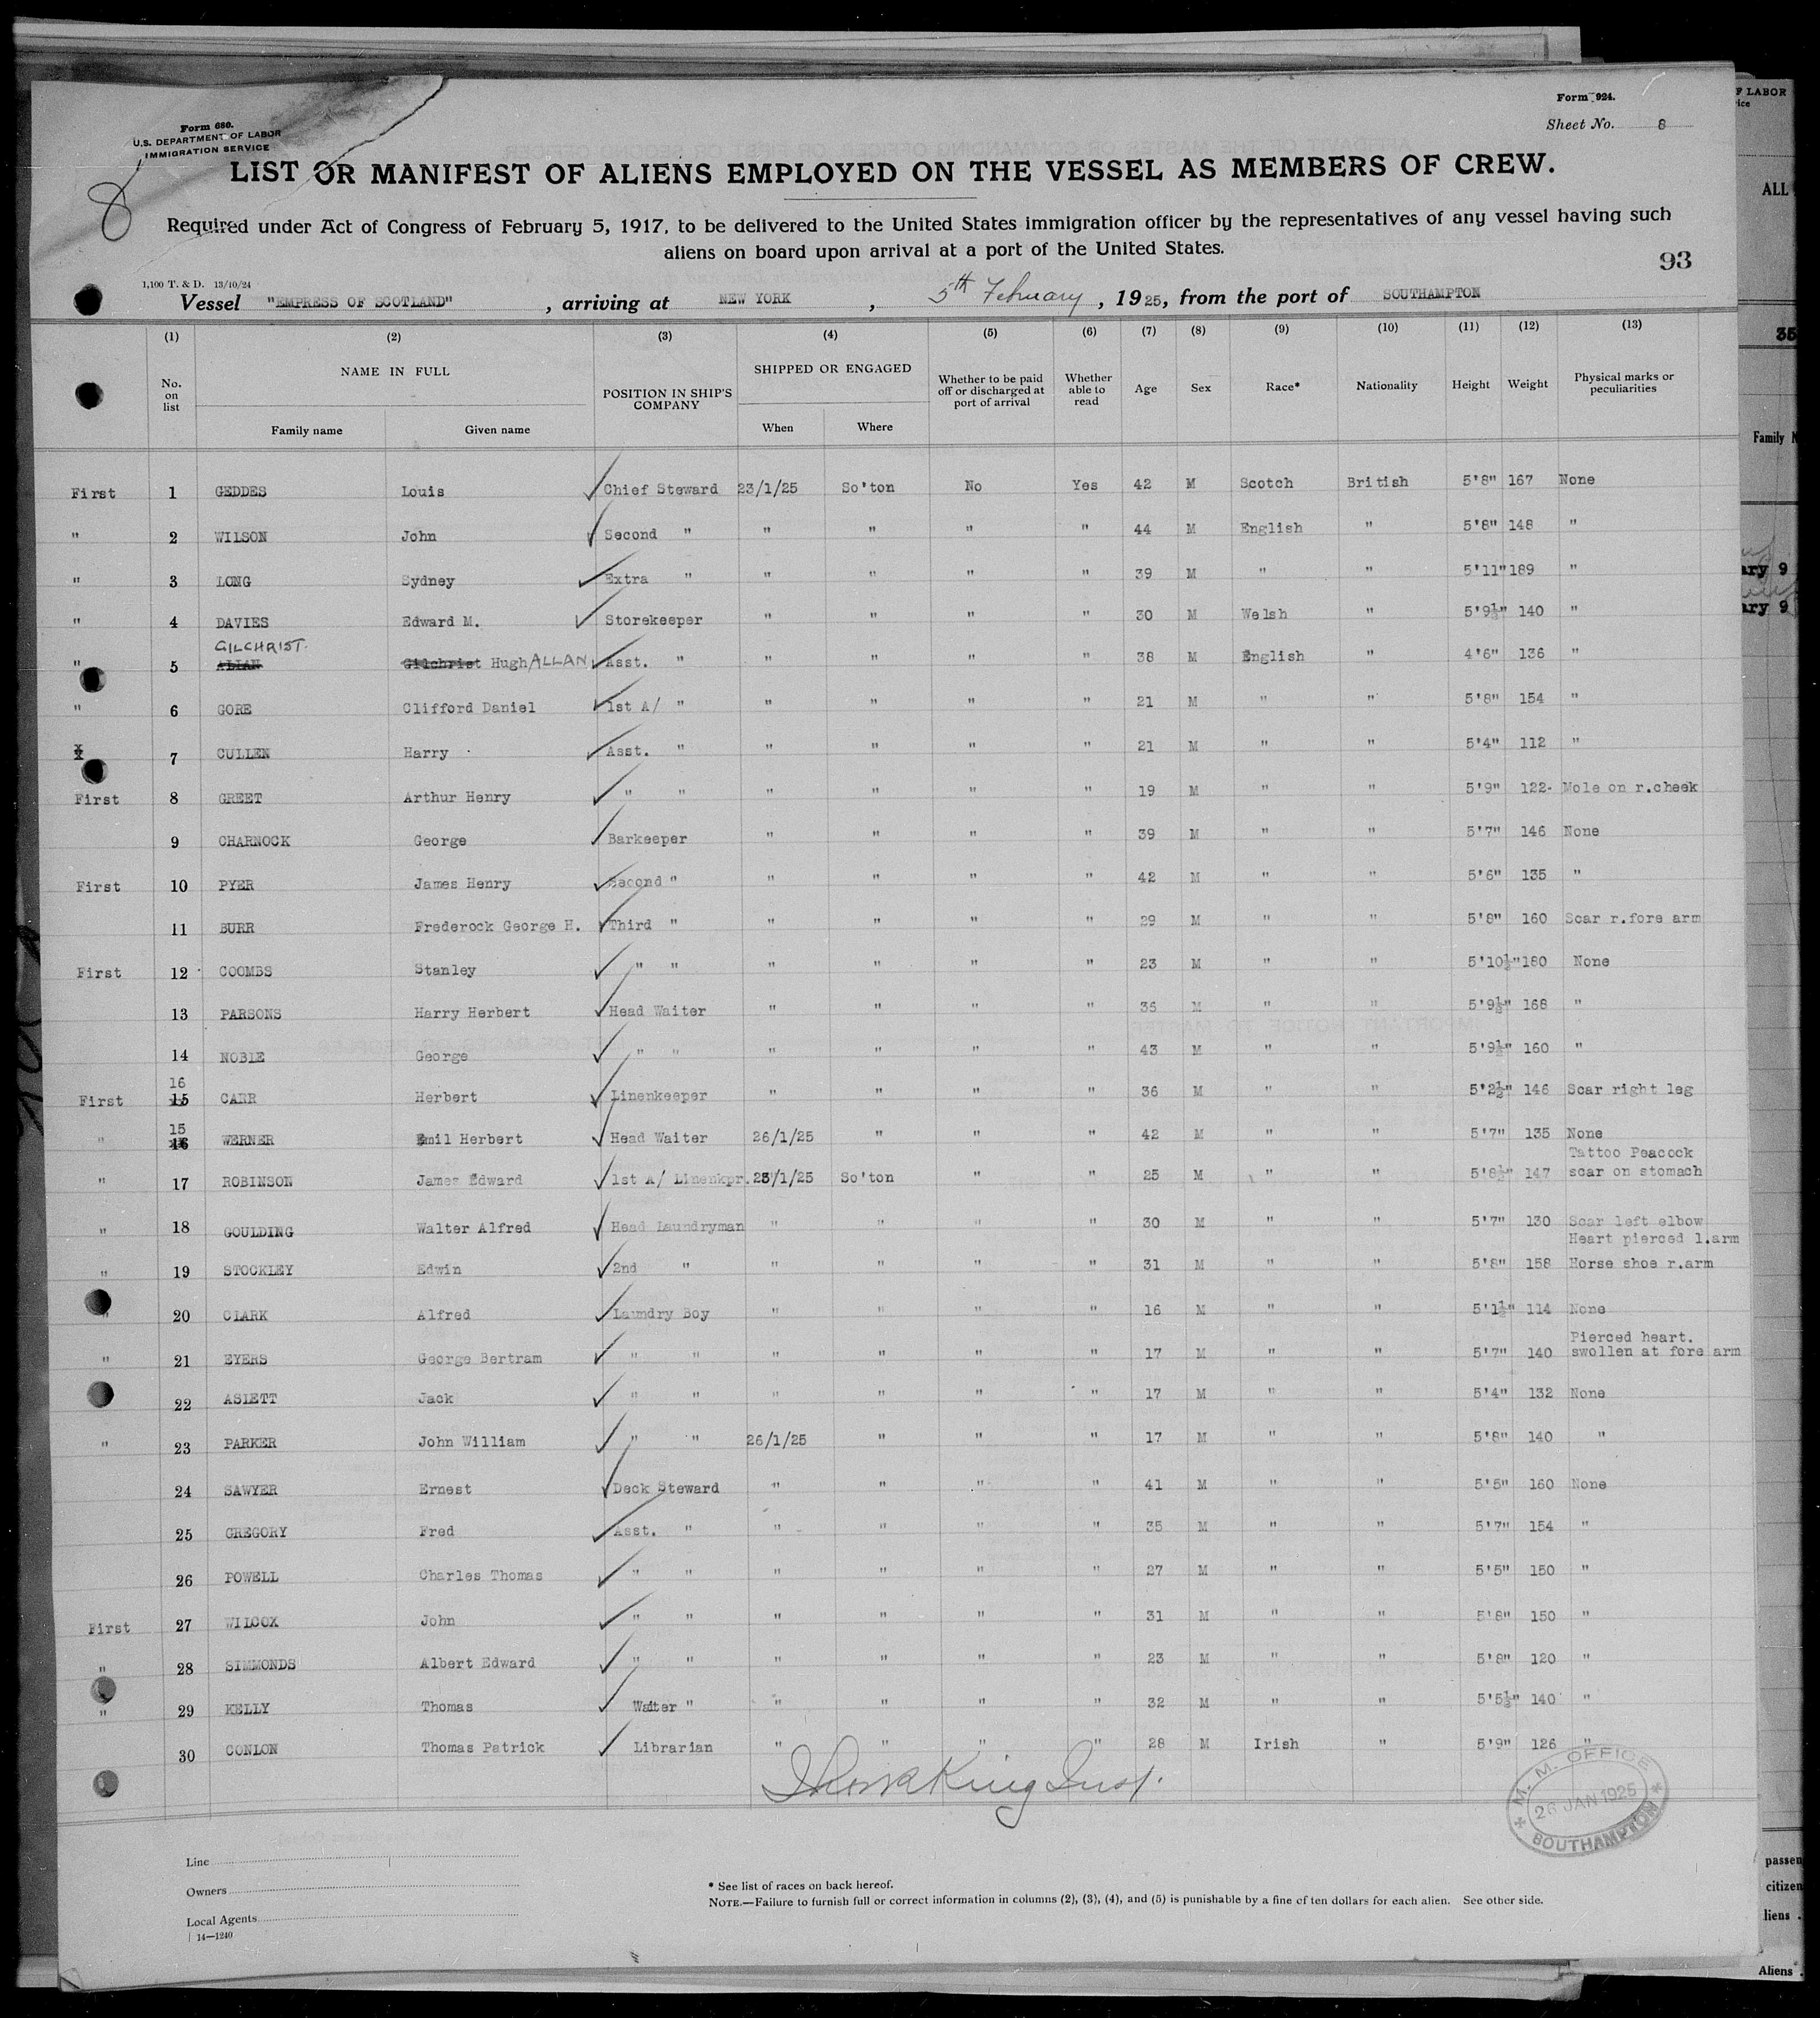 Form 680.
U.S. DEPARTMENT OF LABOR
IMMIGRATION SERVICE
Form 924.
Sheet No. 8
8
LIST OR MANIFEST OF ALIENS EMPLOYED ON THE VESSEL AS MEMBERS OF CREW.
Required under Act of Congress of February 5, 1917, to be delivered to the United States immigration officer by the representatives of any vessel having such
aliens on board upon arrival at a port of the United States.
93
1,100 T. & D. 13/10/24
Vessel "EMPRESS OF SCOTLAND", arriving at NEW YORK, 5th February, 1925, from the port of SOUTHAMPTON
(1) (2) (3) (4) (5) (6) (7) (8) (9) (10) (11) (12) (13)
No. on list NAME IN FULL Family name Given name POSITION IN SHIP'S COMPANY SHIPPED OR ENGAGED When Where Whether to be paid off or discharged at port of arrival Whether able to read Age Sex Race* Nationality Height Weight Physical marks or peculiarities
First 1 GEDDES Louis Chief Steward 23/1/25 So'ton No Yes 42 M Scotch British 5'8" 167 None
" 2 WILSON John Second " " " " " 44 M English " 5'8" 148 "
" 3 LONG Sydney Extra " " " " " 39 M " " 5'11" 189 "
" 4 DAVIES Edward M. Storekeeper " " " " 30 M Welsh " 5'9½" 140 "
GILCHRIST.
" 5 ALLAN Gilchrist Hugh ALLAN Asst. " " " " " 38 M English " 4'6" 136 "
" 6 GORE Clifford Daniel 1st A/ " " " " " 21 M " " 5'8" 154 "
7 CULLEN Harry Asst. " " " " " 21 M " " 5'4" 112 "
First 8 GREET Arthur Henry " " " " " " 19 M " " 5'9" 122- Mole on r.cheek
9 CHARNOCK George Barkeeper " " " " 39 M " " 5'7" 146 None
First 10 PYER James Henry Second " " " " " 42 M " " 5'6" 135 "
11 BURR Frederock George H. Third " " " " " 29 M " " 5'8" 160 Scar r.fore arm
First 12 COOMBS Stanley " " " " " " 23 M " " 5'10½" 180 None
13 PARSONS Harry Herbert Head Waiter " " " " 36 M " " 5'9½" 168 "
14 NOBLE George " " " " " " 43 M " " 5'9½" 160 "
16
First 15 CARR Herbert Linenkeeper " " " " 36 M " " 5'2½" 146 Scar right leg
15
" 16 WERNER Emil Herbert Head Waiter 26/1/25 " " " 42 M " " 5'7" 135 None
Tattoo Peacock
" 17 ROBINSON James Edward 1st A/ Linenkpr. 23/1/25 So'ton " " 25 M " " 5'8½" 147 scar on stomach
" 18 GOULDING Walter Alfred Head Laundryman " " " " 30 M " " 5'7" 130 Scar left elbow
Heart pierced l.arm
" 19 STOCKLEY Edwin 2nd " " " " " 31 M " " 5'8" 158 Horse shoe r.arm
" 20 CLARK Alfred Laundry Boy " " " " 16 M " " 5'1½" 114 None
Pierced heart.
" 21 EYERS George Bertram " " " " " " 17 M " " 5'7" 140 swollen at fore arm
22 ASLETT Jack " " " " " " 17 M " " 5'4" 132 None
" 23 PARKER John William " " 26/1/25 " " " 17 M " " 5'8" 140 "
24 SAWYER Ernest Deck Steward " " " " 41 M " " 5'5" 160 None
25 GREGORY Fred Asst. " " " " " 35 M " " 5'7" 154 "
26 POWELL Charles Thomas " " " " " " 27 M " " 5'5" 150 "
First 27 WILCOX John " " " " " " 31 M " " 5'8" 150 "
" 28 SIMMONDS Albert Edward " " " " " " 23 M " " 5'8" 120 "
" 29 KELLY Thomas Waiter " " " " " 32 M " " 5'5½" 140 "
30 CONLON Thomas Patrick Librarian " " " " 28 M Irish " 5'9" 126 "
King Insp.
M. M. OFFICE
26 JAN 1925
SOUTHAMPTON
Line
Owners
Local Agents
14—1240
* See list of races on back hereof.
NOTE.—Failure to furnish full or correct information in columns (2), (3), (4), and (5) is punishable by a fine of ten dollars for each alien. See other side.
F LABOR
ALL
35
Family
ary 9
ary 9
passen
citizen
liens .
Aliens .